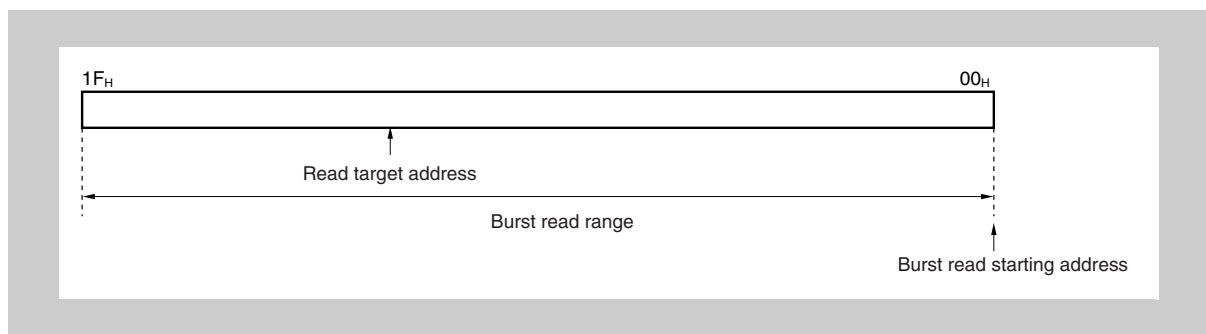 1FH 00H
Read target address
Burst read range
Burst read starting address